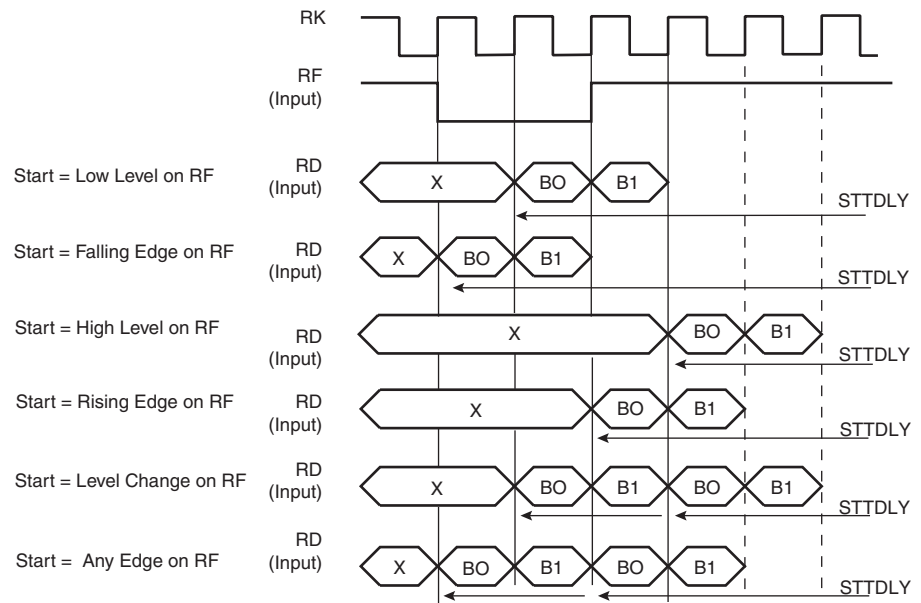 RK
RF
(Input)
Start = Low Level on RF
RD
(Input)
X
BO
B1
STTDLY
Start = Falling Edge on RF
RD
(Input)
X
BO
B1
STTDLY
Start = High Level on RF
RD
(Input)
X
BO
B1
STTDLY
Start = Rising Edge on RF
RD
(Input)
X
BO
B1
STTDLY
Start = Level Change on RF
RD
(Input)
X
BO
B1
BO
B1
STTDLY
Start = Any Edge on RF
RD
(Input)
X
BO
B1
BO
B1
STTDLY